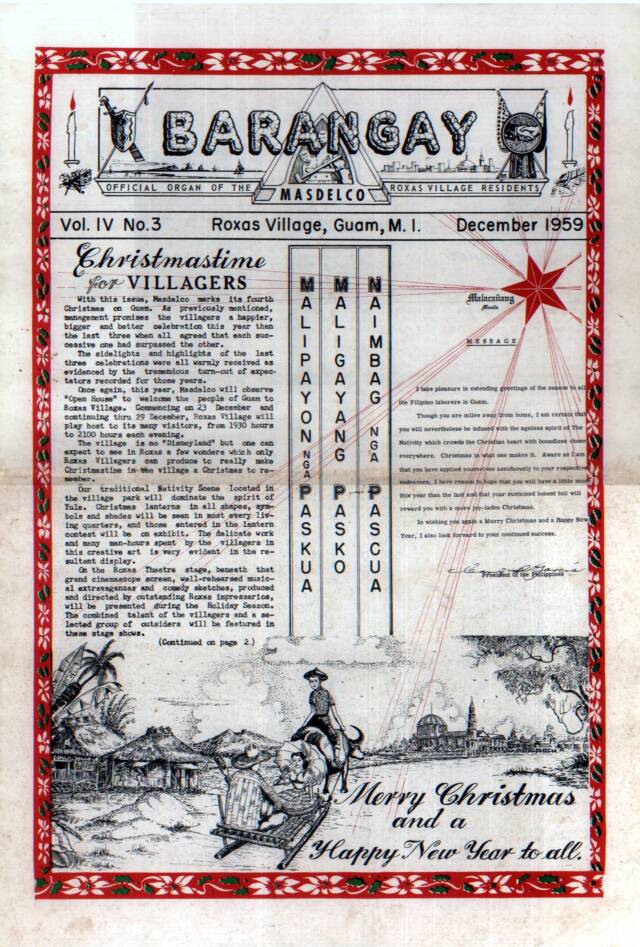 BARANGAY
OFFICIAL ORGAN OF THE MASDELCO ROXAS VILLAGE RESIDENTS
Vol. IV No.3 Roxas Village, Guam, M.I. December 1959
Christmastime
for VILLAGERS
With this issue, Masdelco marks its fourth
Christmas on Guam. As previously mentioned,
management promises the villagers a happier,
bigger and better celebration this year than
the last three when all agreed that each suc-
cessive one had surpassed the other.
The sidelights and highlights of the last
three celebrations were all warmly received as
evidenced by the tremendous turn-out of expec-
tators recorded for those years.
Once again, this year, Masdelco will observe
"Open House" to welcome the people of Guam to
Roxas Village. Commencing on 23 December and
continuing thru 29 December, Roxas Village will
play host to its many visitors, from 1930 hours
to 2100 hours each evening.
The village is no "Disneyland" but one can
expect to see in Roxas a few wonders which only
Roxas Villagers can produce to really make
Christmastime in the village a Christmas to re-
member.
Our traditional Nativity Scene located in
the village park will dominate the spirit of
Yule. Christmas lanterns in all shapes, sym-
bols and shades will be seen in most every liv-
ing quarters, and those entered in the lantern
contest will be on exhibit. The delicate work
and many man-hours spent by the villagers in
this creative art is very evident in the re-
sultant display.
On the Roxas Theatre stage, beneath that
grand cinemascope screen, well-rehearsed music-
al extravaganzas and comedy sketches, produced
and directed by outstanding Roxas impressarios,
will be presented during the Holiday Season.
The combined talent of the villagers and a se-
lected group of outsiders will be featured in
these stage shows.
(Continued on page 2.)
MALIPAYON NGA PASKUA
MALIGAYANG PASKO
NAIMBAG NGA PASCUA
Malacañang
Manila
MESSAGE
I take pleasure in extending greetings of the season to all
the Filipino laborers in Guam.
Though you are miles away from home, I am certain that
you will nevertheless be infused with the ageless spirit of The
Nativity which crowds the Christian heart with boundless cheer
everywhere. Christmas is what one makes it. Aware as I am
that you have applied yourselves assiduously to your respective
endeavors, I have reason to hope that you will have a little more
this year than the last and that your sustained honest toil will
reward you with a more joy-laden Christmas.
In wishing you again a Merry Christmas and a Happy New
Year, I also look forward to your continued success.
President of the Philippines
Merry Christmas
and a
Happy New Year to all.